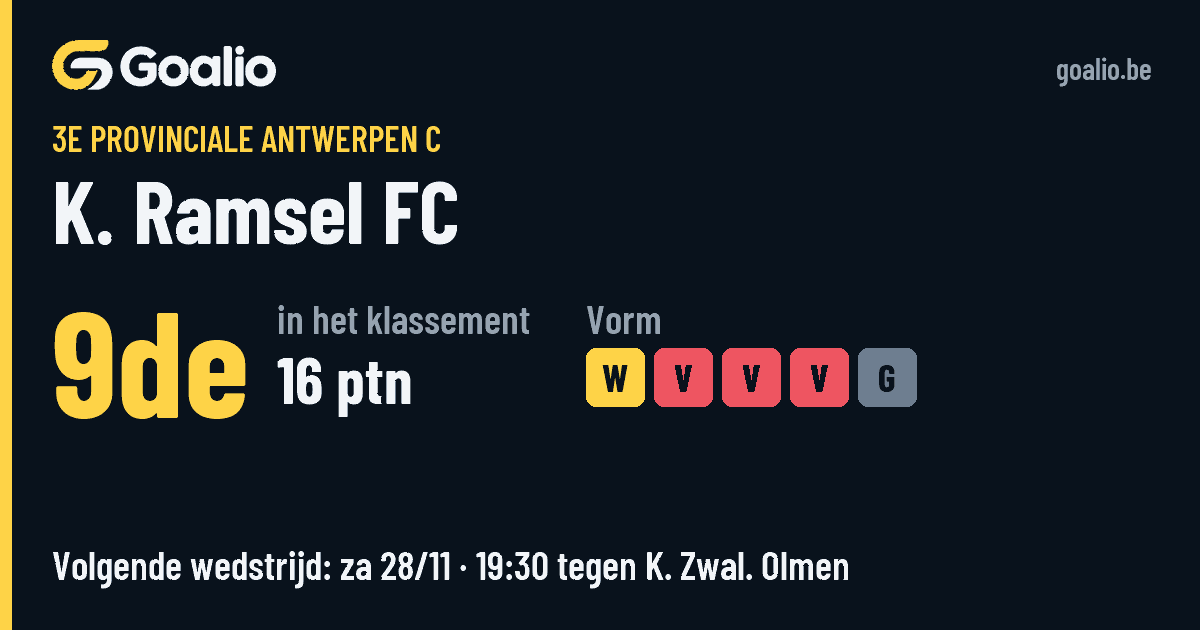 Goalio
goalio.be
3E PROVINCIALE ANTWERPEN C
K. Ramsel FC
9de
in het klassement
16 ptn
Vorm
W V V V G
Volgende wedstrijd: za 28/11 · 19:30 tegen K. Zwal. Olmen